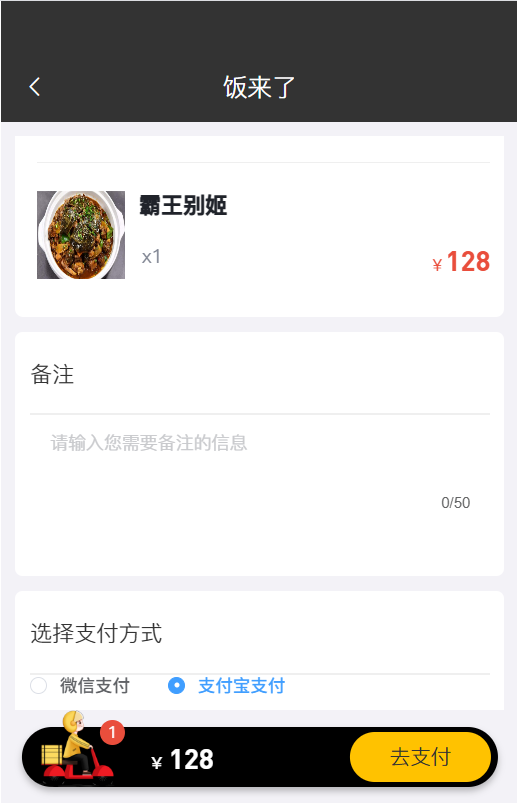 饭来了
霸王别姬
x1
¥128
备注
请输入您需要备注的信息
0/50
选择支付方式
微信支付 支付宝支付
1
¥128 去支付